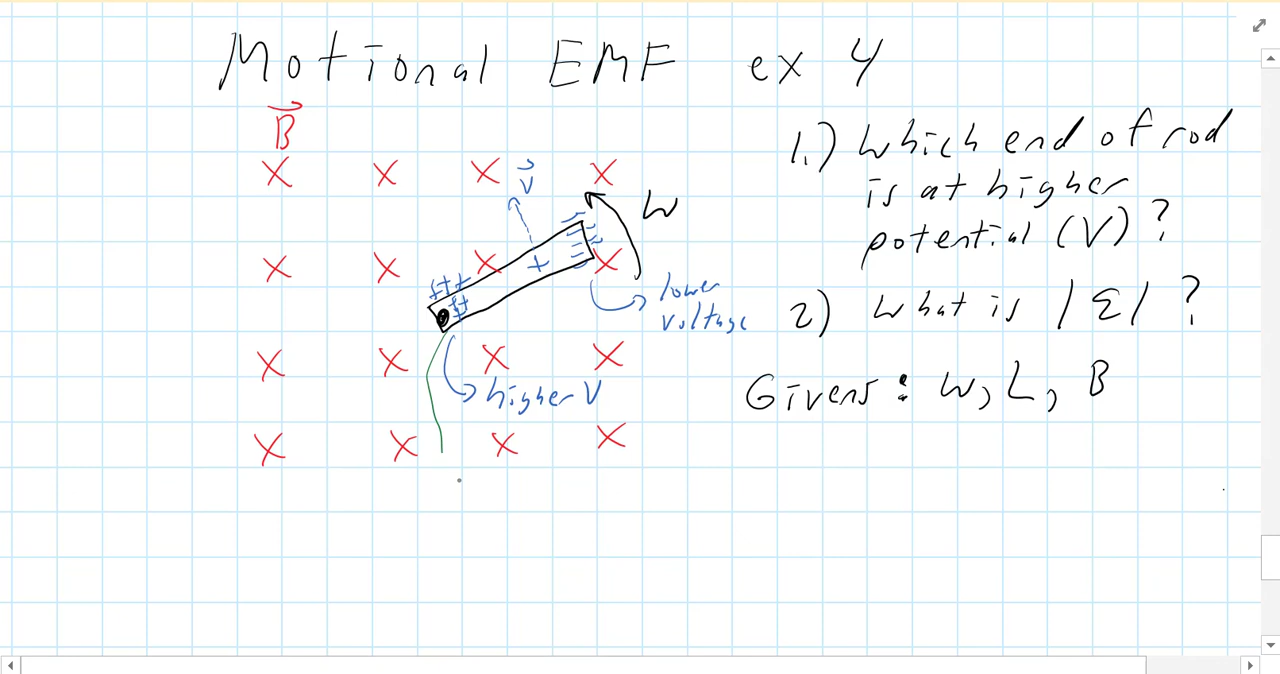 Motional EMF ex 4
B
X X X X
v
W
X X X X
+++
++
+
lower
voltage
X X X X
higher V
X X X X
1.) Which end of rod
is at higher
potential (V)?
2) What is |Ɛ|?
Givens: W, L, B